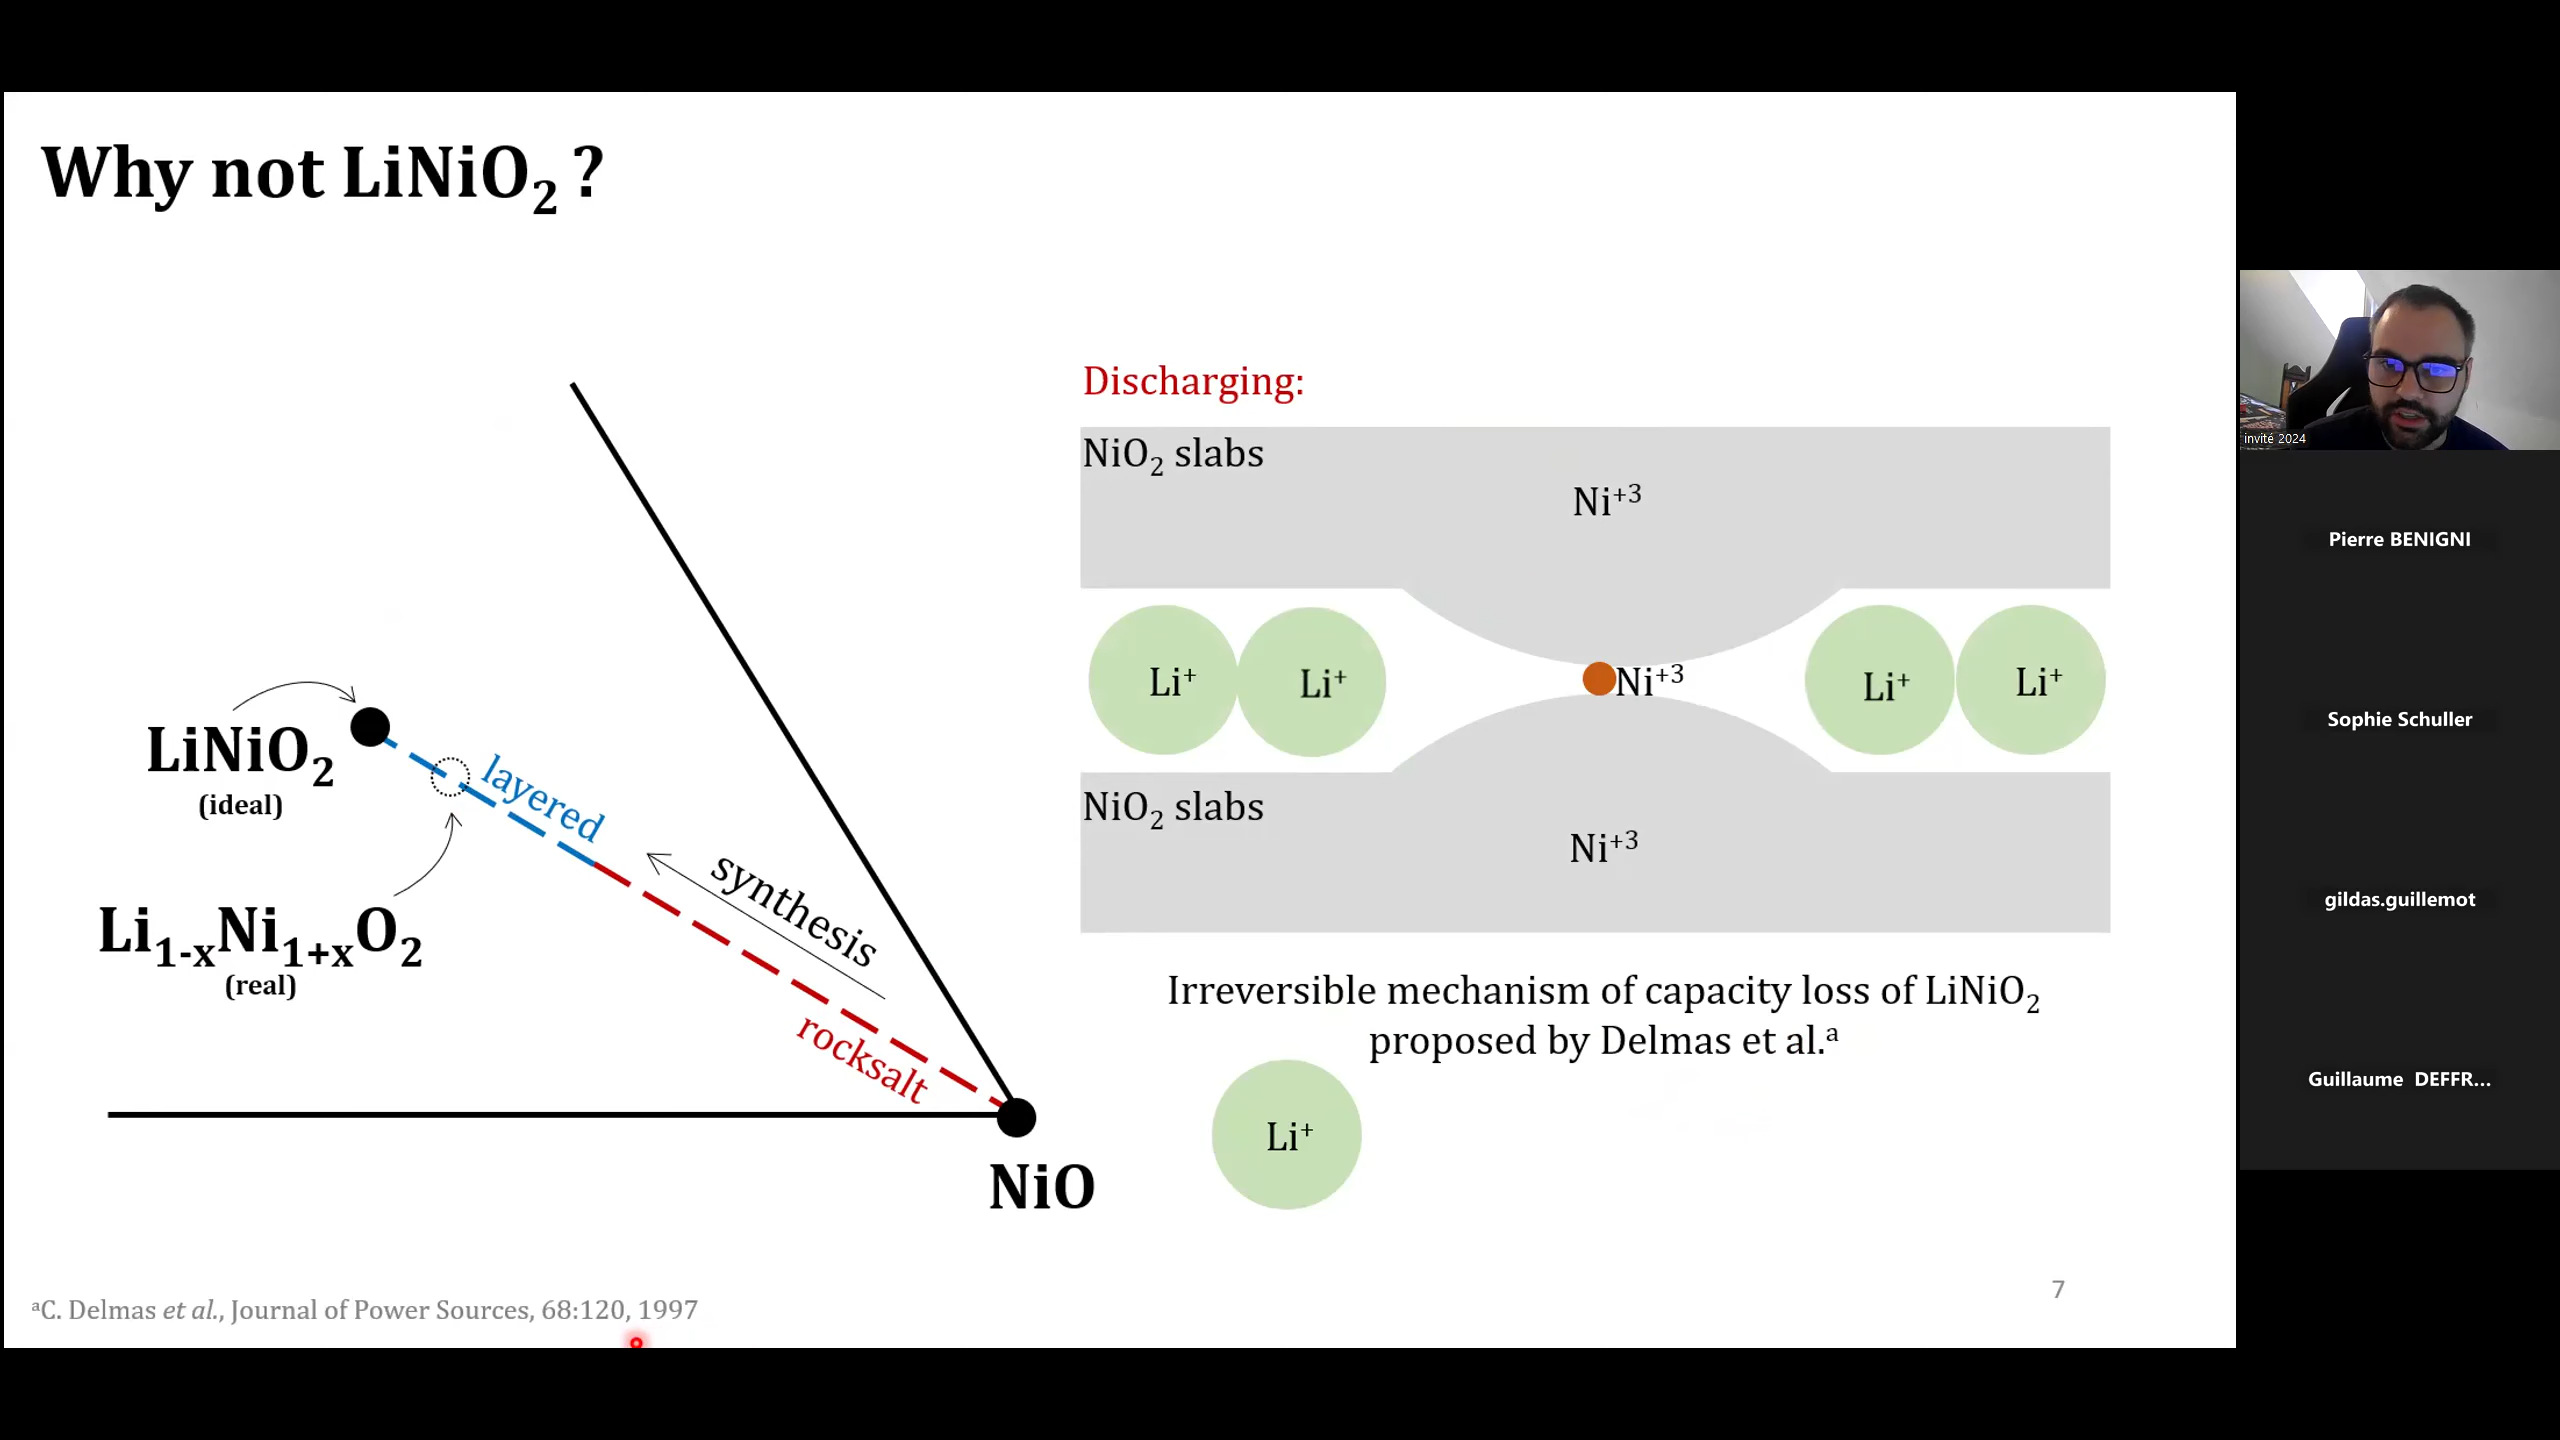 Why not LiNiO₂ ?
Discharging:
NiO₂ slabs
Ni⁺³
Li⁺
Li⁺
Ni⁺³
Li⁺
Li⁺
NiO₂ slabs
Ni⁺³
Irreversible mechanism of capacity loss of LiNiO₂
proposed by Delmas et al.ᵃ
Li⁺
LiNiO₂
(ideal)
layered
synthesis
Li₁₋ₓNi₁₊ₓO₂
(real)
rocksalt
NiO
7
ᵃC. Delmas et al., Journal of Power Sources, 68:120, 1997
invité 2024
Pierre BENIGNI
Sophie Schuller
gildas.guillemot
Guillaume DEFFR...